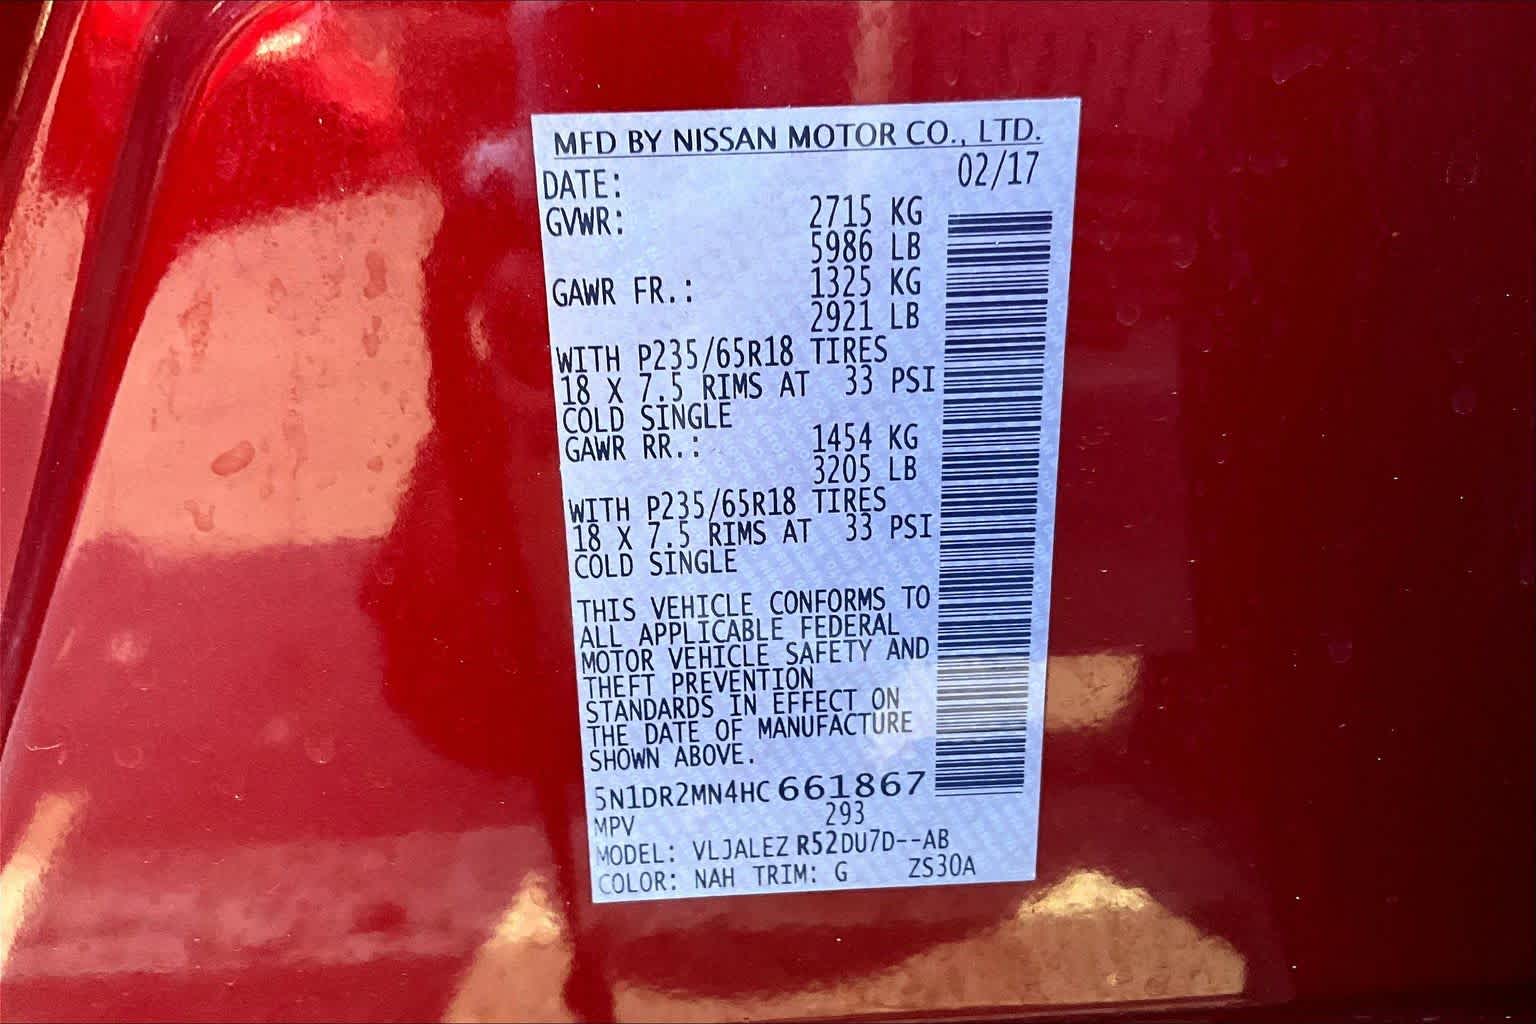 MFD BY NISSAN MOTOR CO., LTD.
DATE: 02/17
GVWR: 2715 KG
5986 LB
GAWR FR.: 1325 KG
2921 LB
WITH P235/65R18 TIRES
18 X 7.5 RIMS AT 33 PSI
COLD SINGLE
GAWR RR.: 1454 KG
3205 LB
WITH P235/65R18 TIRES
18 X 7.5 RIMS AT 33 PSI
COLD SINGLE
THIS VEHICLE CONFORMS TO
ALL APPLICABLE FEDERAL
MOTOR VEHICLE SAFETY AND
THEFT PREVENTION
STANDARDS IN EFFECT ON
THE DATE OF MANUFACTURE
SHOWN ABOVE.
5N1DR2MN4HC661867
MPV 293
MODEL: VLJALEZ R52DU7D--AB
COLOR: NAH TRIM: G ZS30A